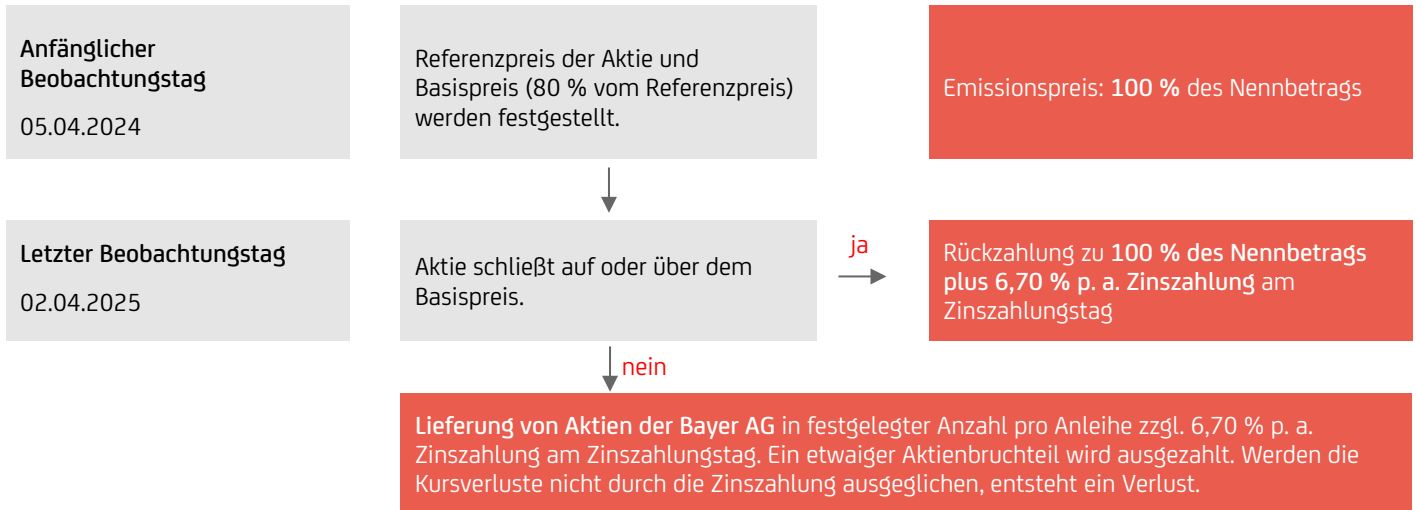 Anfänglicher
Beobachtungstag
05.04.2024
Referenzpreis der Aktie und
Basispreis (80 % vom Referenzpreis)
werden festgestellt.
Emissionspreis: 100 % des Nennbetrags
Letzter Beobachtungstag
02.04.2025
Aktie schließt auf oder über dem
Basispreis.
ja
Rückzahlung zu 100 % des Nennbetrags
plus 6,70 % p. a. Zinszahlung am
Zinszahlungstag
nein
Lieferung von Aktien der Bayer AG in festgelegter Anzahl pro Anleihe zzgl. 6,70 % p. a.
Zinszahlung am Zinszahlungstag. Ein etwaiger Aktienbruchteil wird ausgezahlt. Werden die
Kursverluste nicht durch die Zinszahlung ausgeglichen, entsteht ein Verlust.